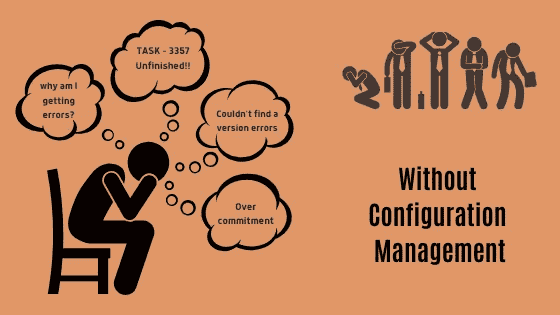 TASK - 3357
Unfinished!!
why am I
getting
errors?
Couldn't find a
version errors
Over
commitment
Without
Configuration
Management